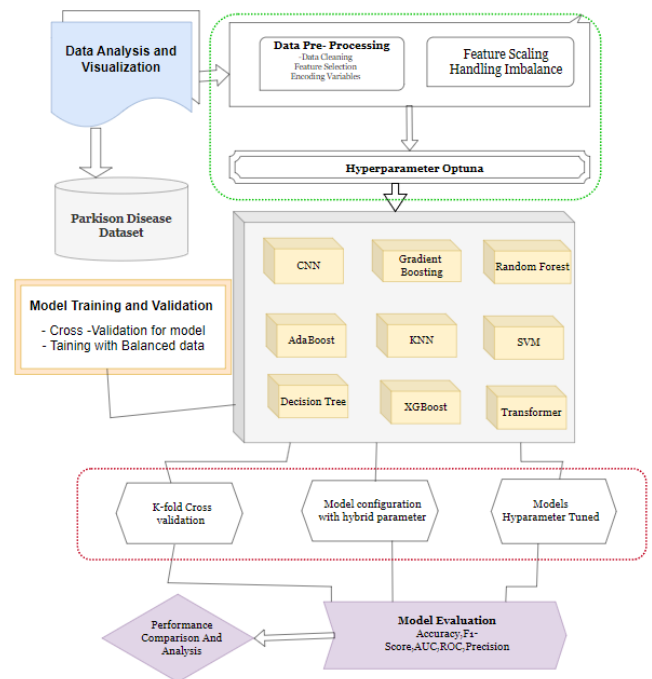 Data Analysis and
Visualization
Data Pre- Processing
-Data Cleaning
Feature Selection
Encoding Variables
Feature Scaling
Handling Imbalance
Hyperparameter Optuna
Parkison Disease
Dataset
CNN
Gradient
Boosting
Random Forest
Model Training and Validation
- Cross -Validation for model
- Taining with Balanced data
AdaBoost
KNN
SVM
Decision Tree
XGBoost
Transformer
K-fold Cross
validation
Model configuration
with hybrid parameter
Models
Hyparameter Tuned
Performance
Comparison And
Analysis
Model Evaluation
Accuracy,F1-
Score,AUC,ROC,Precision